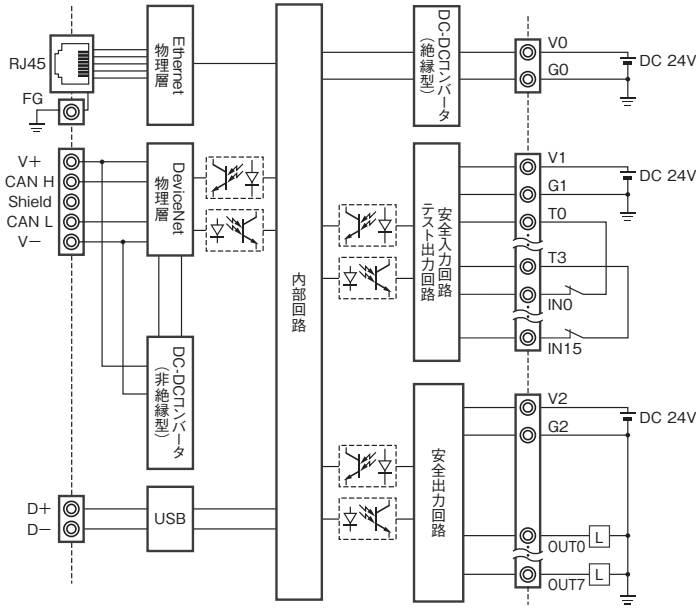 RJ45
FG
Ethernet
物理層
V+
CAN H
Shield
CAN L
V−
DeviceNet
物理層
DC-DCコンバータ
(非絶縁型)
D+
D−
USB
内部回路
DC-DCコンバータ
(絶縁型)
V0
G0
DC 24V
安全入力回路
テスト出力回路
V1
G1
T0
T3
IN0
IN15
DC 24V
安全出力回路
V2
G2
OUT0
L
OUT7
L
DC 24V